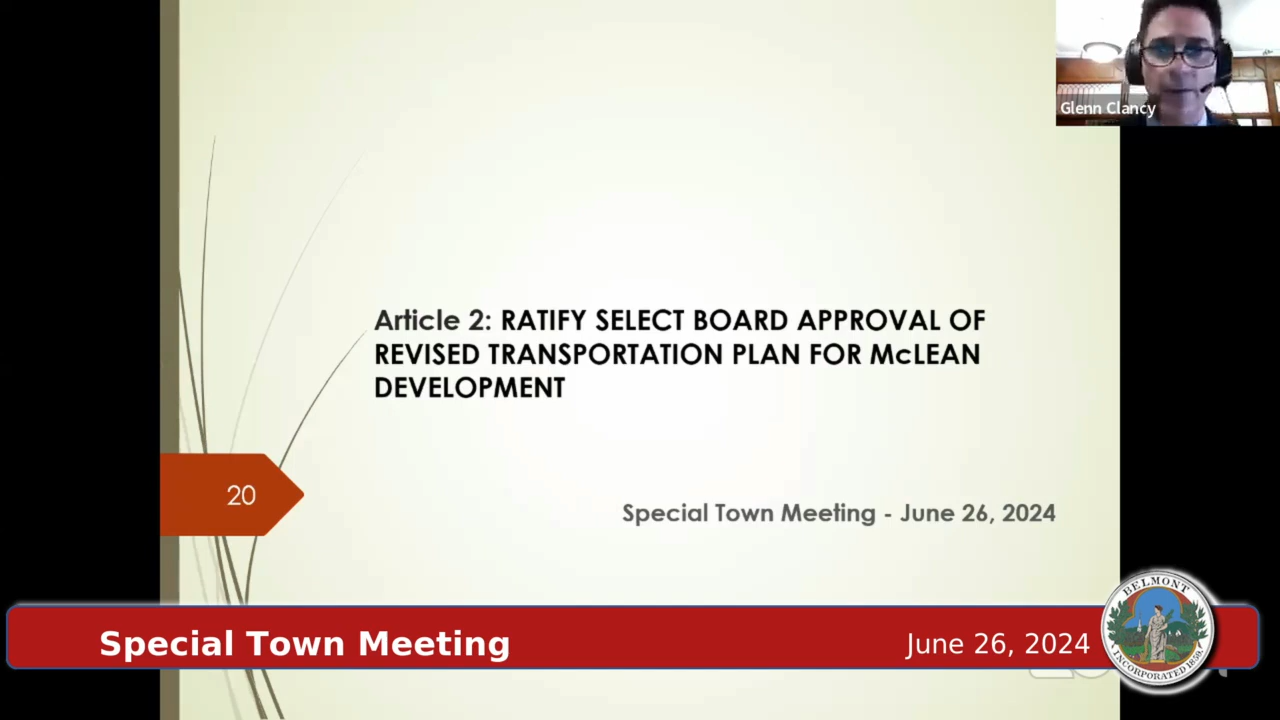 Glenn Clancy
Article 2: RATIFY SELECT BOARD APPROVAL OF
REVISED TRANSPORTATION PLAN FOR McLEAN
DEVELOPMENT
20
Special Town Meeting - June 26, 2024
Special Town Meeting
June 26, 2024
BELMONT
INCORPORATED 1859